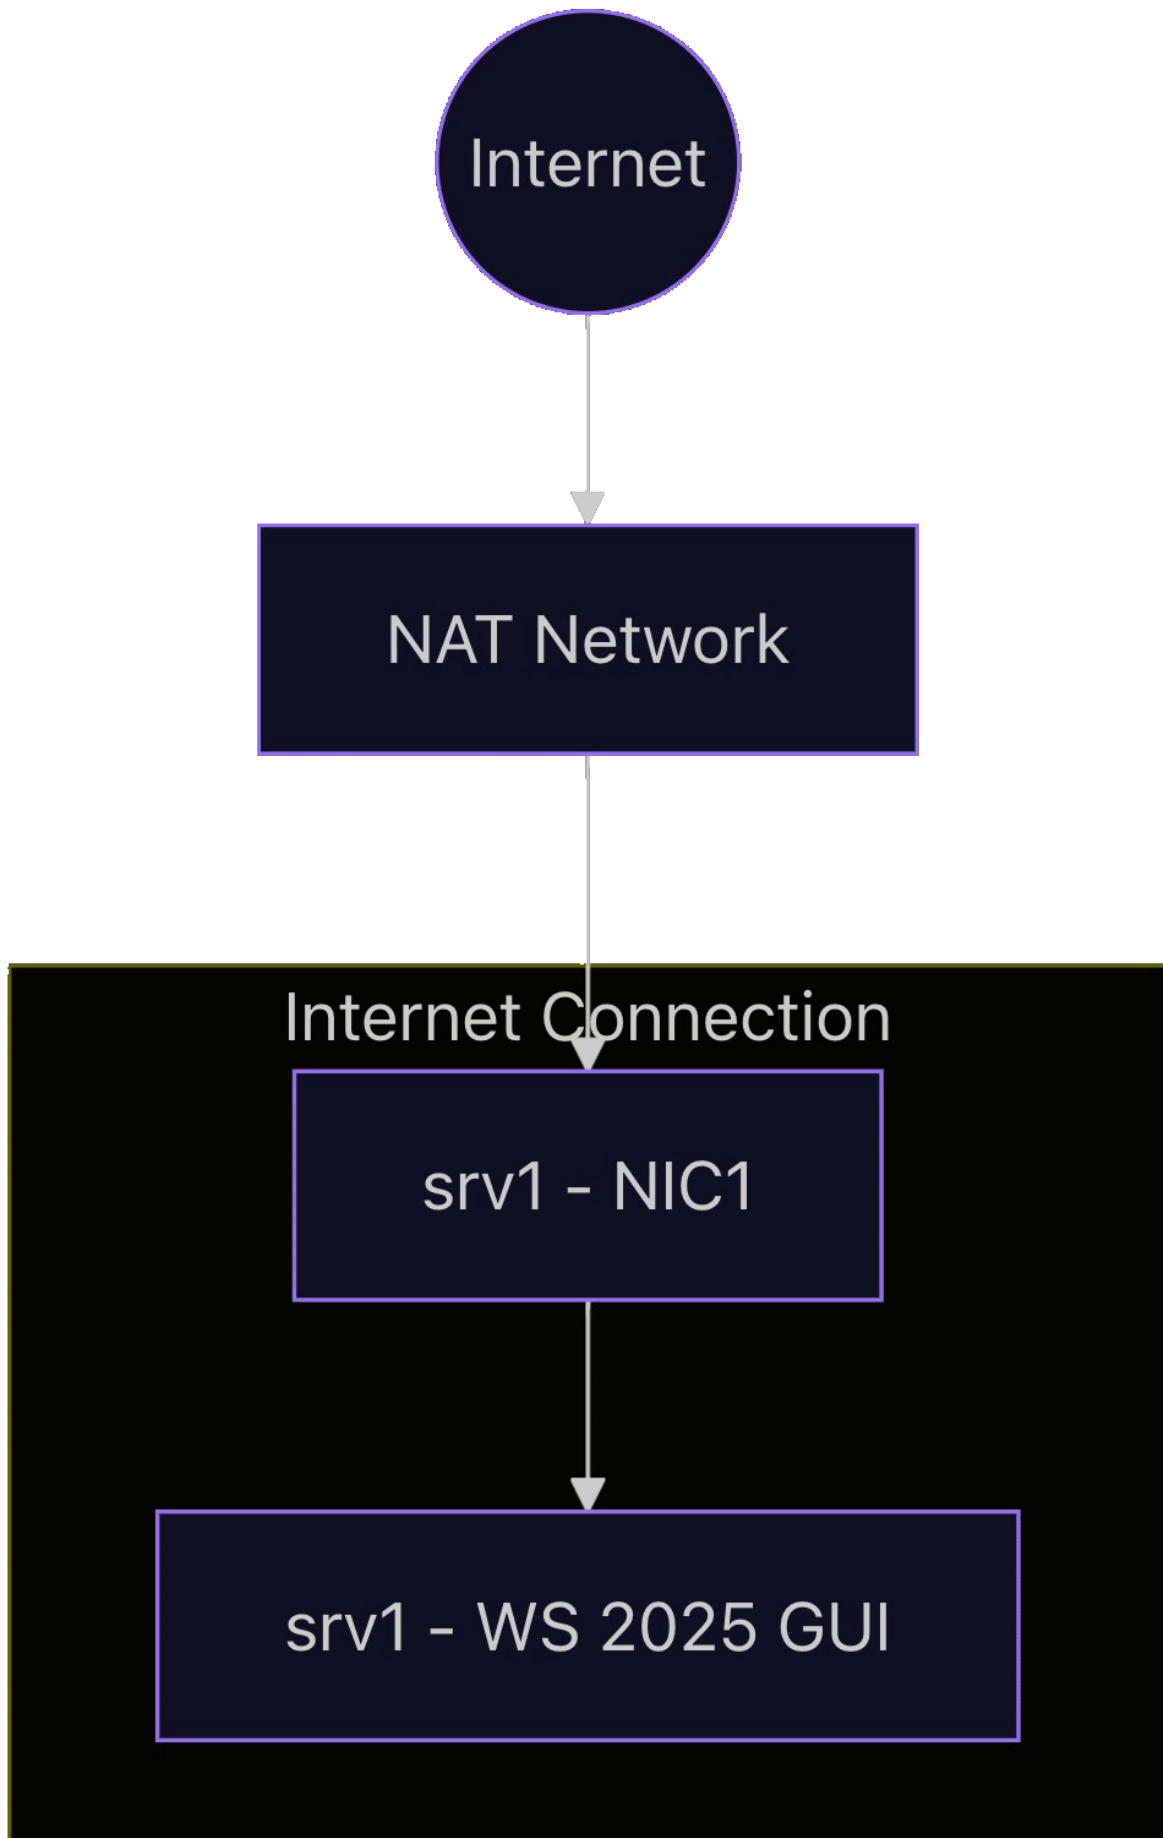 Internet
NAT Network
Internet Connection
srv1 - NIC1
srv1 - WS 2025 GUI